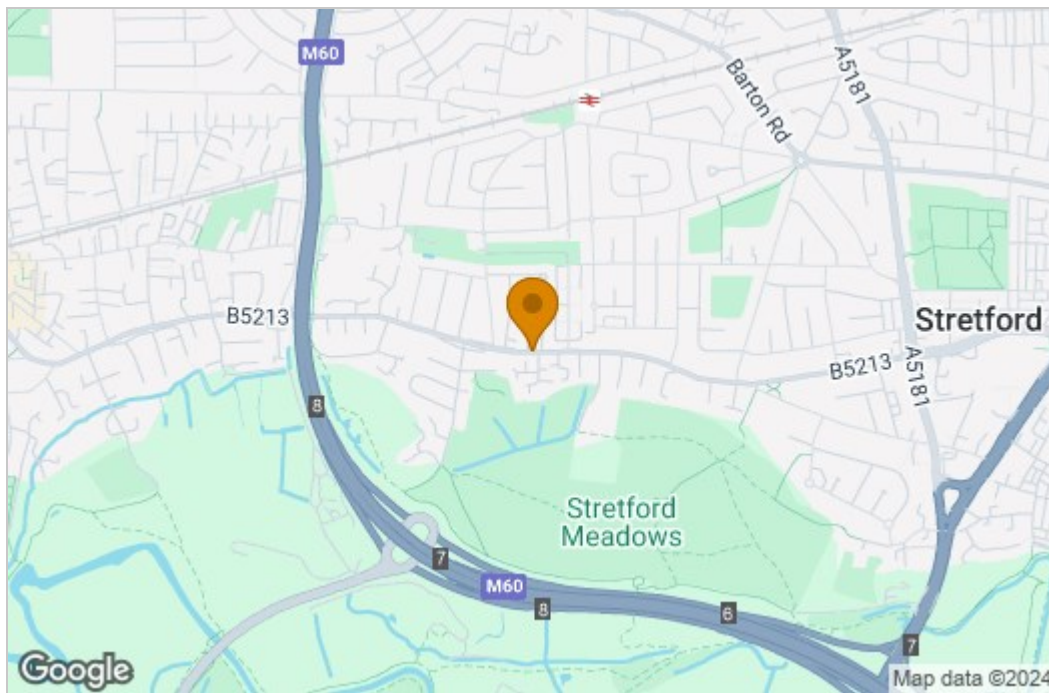 M60
A5181
Barton Rd
B5213
Stretford
B5213
A5181
8
Stretford
Meadows
7
M60
8
6
7
Google
Map data ©2024